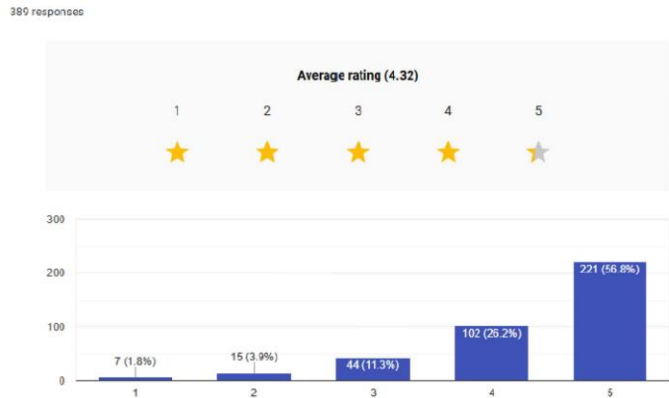 389 responses
Average rating (4.32)
1 2 3 4 5
300
200
100
0
7 (1.8%)
15 (3.9%)
44 (11.3%)
102 (26.2%)
221 (56.8%)
1 2 3 4 5